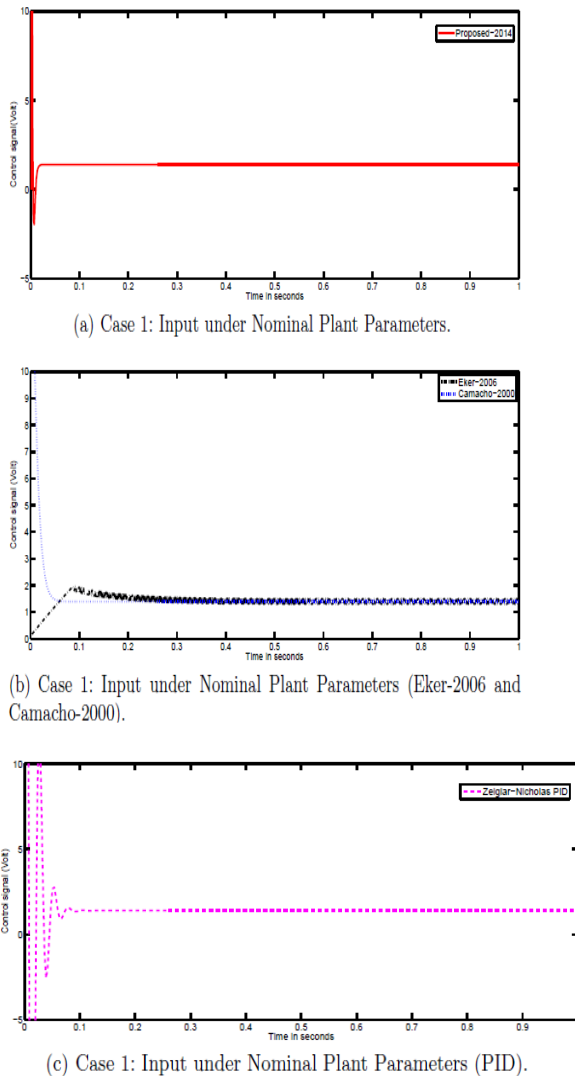 Proposed-2014
Control signal(Volt)
10
5
0
−5
0 0.1 0.2 0.3 0.4 0.5 0.6 0.7 0.8 0.9 1
Time in seconds
(a) Case 1: Input under Nominal Plant Parameters.
Eker-2006
Camacho-2000
Control signal (Volt)
10
9
8
7
6
5
4
3
2
1
0
0 0.1 0.2 0.3 0.4 0.5 0.6 0.7 0.8 0.9 1
Time in seconds
(b) Case 1: Input under Nominal Plant Parameters (Eker-2006 and
Camacho-2000).
Zeiglar-Nicholas PID
Control signal (Volt)
10
5
0
−5
0 0.1 0.2 0.3 0.4 0.5 0.6 0.7 0.8 0.9
Time in seconds
(c) Case 1: Input under Nominal Plant Parameters (PID).